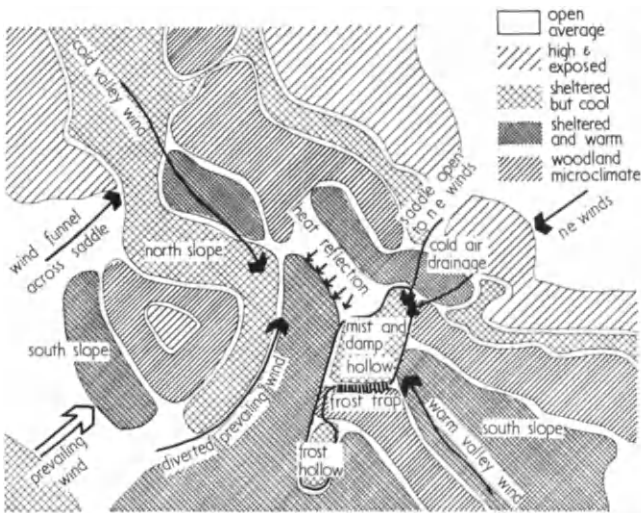 open
average
high &
exposed
sheltered
but cool
sheltered
and warm
woodland
microclimate
cold valley wind
wind funnel
across saddle
north slope
heat reflection
saddle open
to ne winds
ne winds
cold air
drainage
mist and
damp
hollow
frost trap
south slope
prevailing
wind
diverted prevailing wind
frost
hollow
warm valley wind
south slope